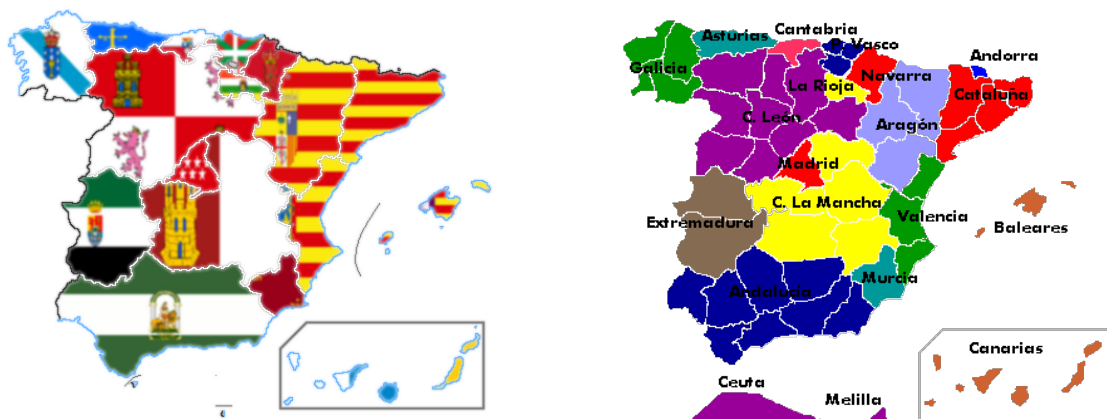 Cantabria
Asturias
P. Vasco
Andorra
Galicia
Navarra
La Rioja
Cataluña
C. León
Aragón
Madrid
C. La Mancha
Extremadura
Valencia
Baleares
Murcia
Andalucía
Canarias
Ceuta
Melilla